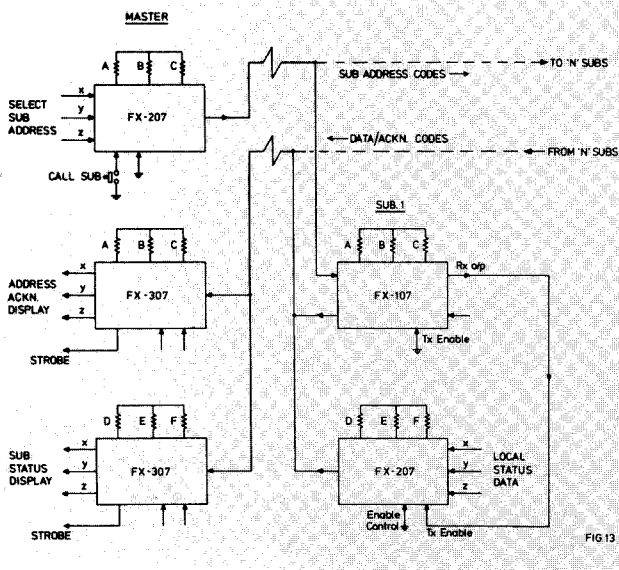 MASTER
A B C
x
SELECT y
SUB
ADDRESS z
FX-207
CALL SUB
TO 'N' SUBS
SUB ADDRESS CODES
DATA/ACKN. CODES
FROM 'N' SUBS
SUB. 1
A B C
x
ADDRESS y
ACKN.
DISPLAY z
FX-307
STROBE
A B C
FX-107
Rx o/p
Tx Enable
D E F
x
SUB y
STATUS
DISPLAY z
FX-307
STROBE
D E F
FX-207
x
y
z
LOCAL
STATUS
DATA
Enable
Control
Tx Enable
FIG 13